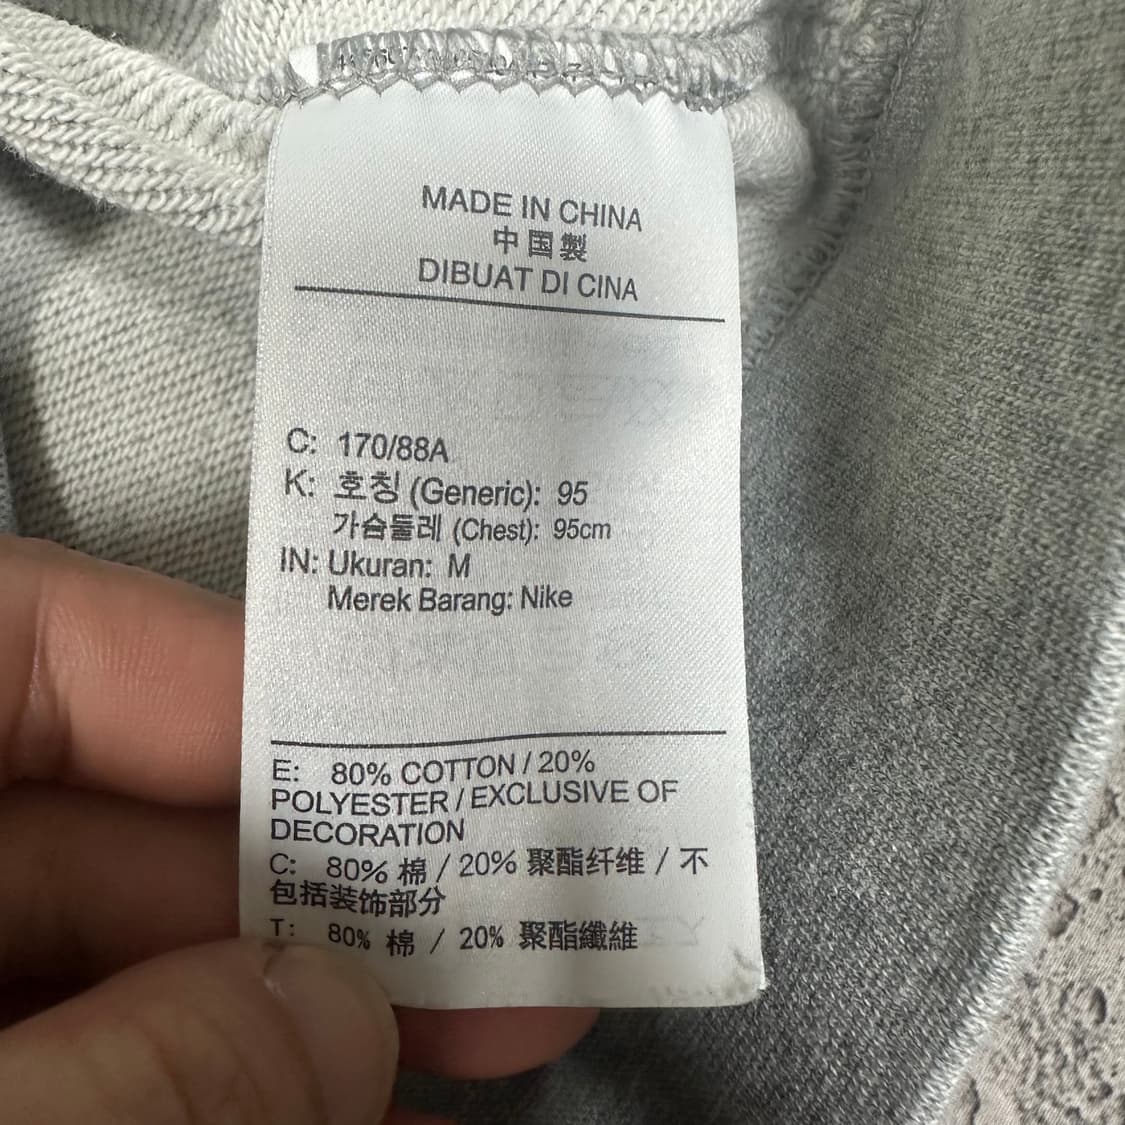 MADE IN CHINA
中国製
DIBUAT DI CINA
C: 170/88A
K: 호칭 (Generic): 95
가슴둘레 (Chest): 95cm
IN: Ukuran: M
Merek Barang: Nike
E: 80% COTTON / 20%
POLYESTER / EXCLUSIVE OF
DECORATION
C: 80% 棉 / 20% 聚酯纤维 / 不
包括装饰部分
T: 80% 棉 / 20% 聚酯纖維